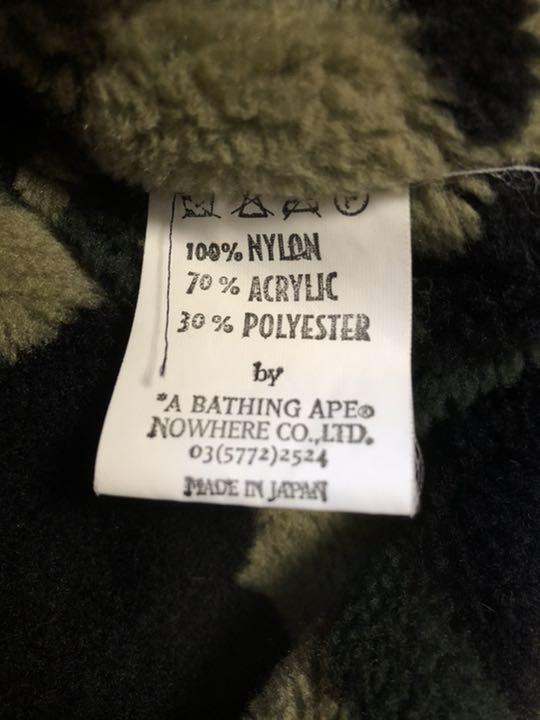 100% NYLON
70% ACRYLIC
30% POLYESTER
by
*A BATHING APE®
NOWHERE CO.,LTD.
03(5772)2524
MADE IN JAPAN